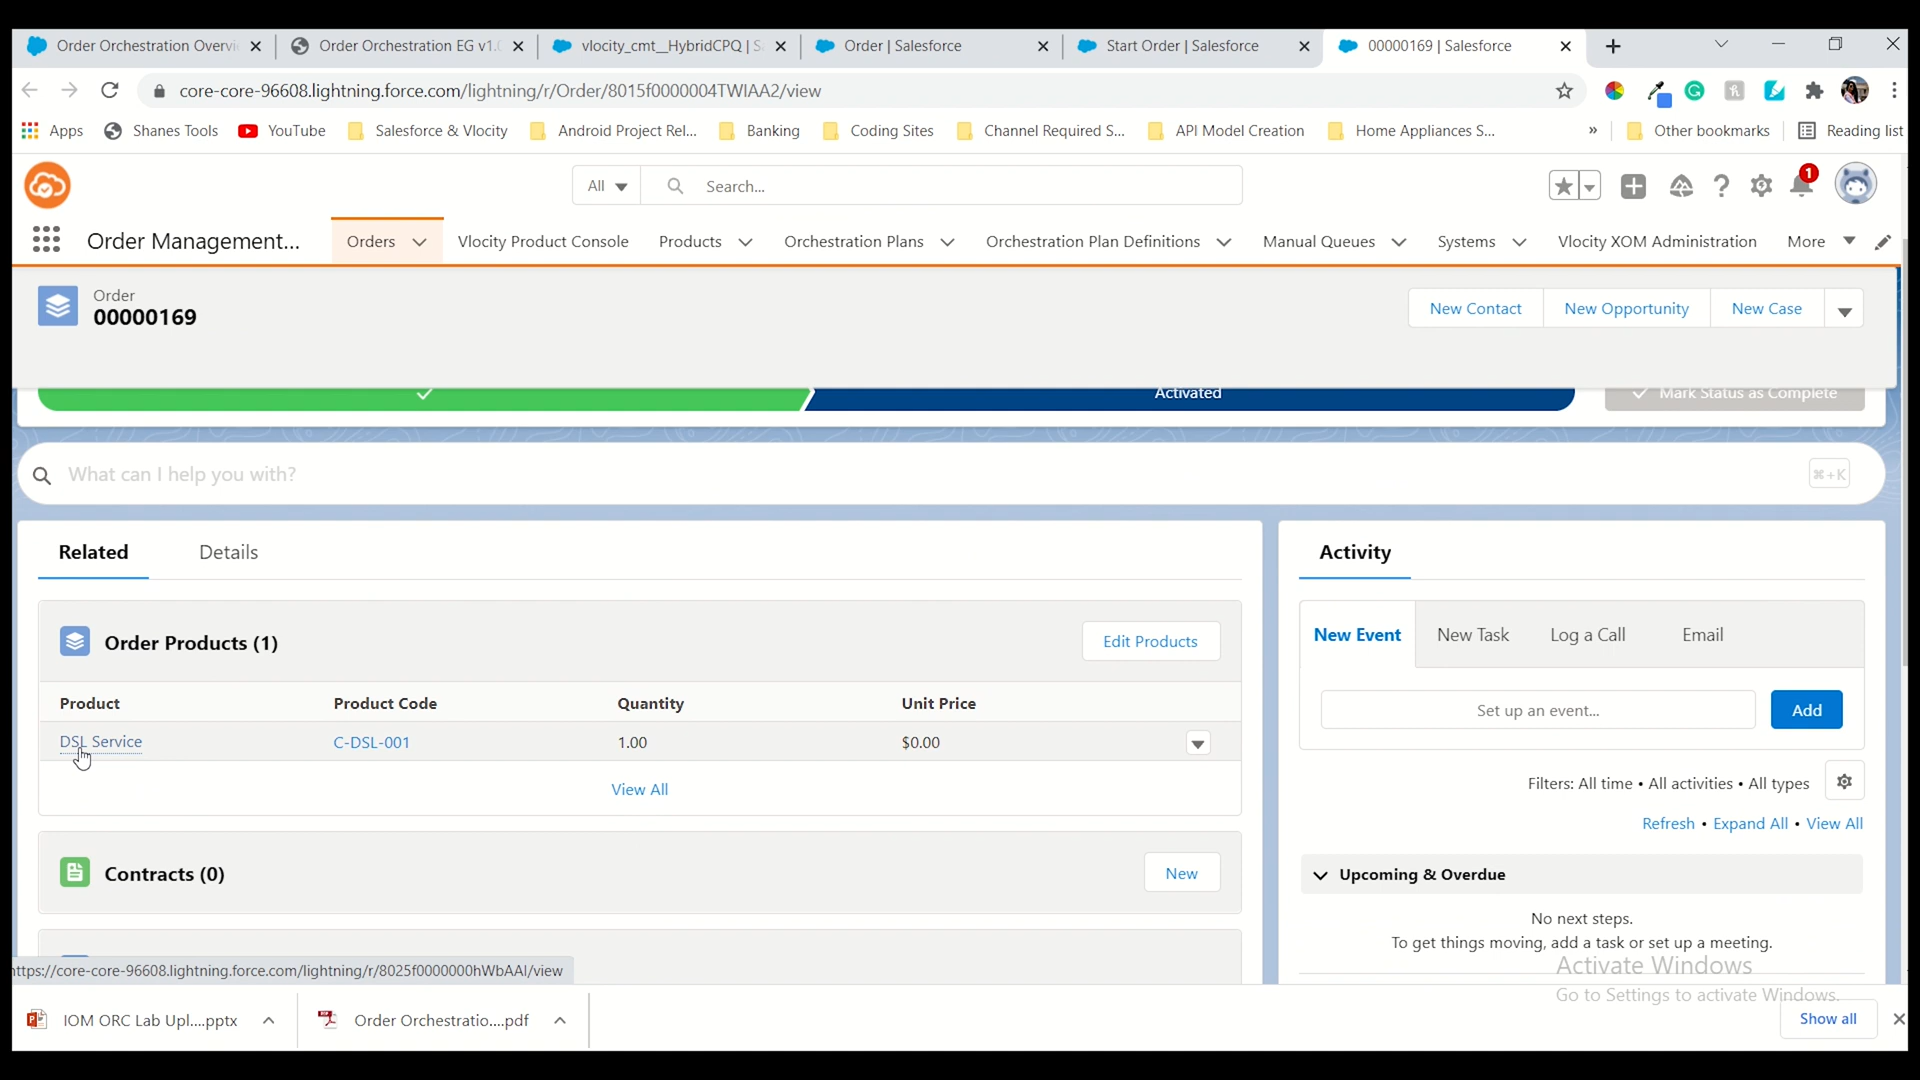 Order Orchestration Overvi
Order Orchestration EG v1.0
vlocity_cmt__HybridCPQ | S
Order | Salesforce
Start Order | Salesforce
00000169 | Salesforce
core-core-96608.lightning.force.com/lightning/r/Order/8015f0000004TWIAA2/view
Apps
Shanes Tools
YouTube
Salesforce & Vlocity
Android Project Rel...
Banking
Coding Sites
Channel Required S...
API Model Creation
Home Appliances S...
»
Other bookmarks
Reading list
All
Search...
1
Order Management...
Orders
Vlocity Product Console
Products
Orchestration Plans
Orchestration Plan Definitions
Manual Queues
Systems
Vlocity XOM Administration
More
Order
00000169
New Contact
New Opportunity
New Case
Activated
Mark Status as Complete
What can I help you with?
⌘+K
Related
Details
Activity
Order Products (1)
Edit Products
New Event
New Task
Log a Call
Email
Product
Product Code
Quantity
Unit Price
Set up an event...
Add
DSL Service
C-DSL-001
1.00
$0.00
View All
Filters: All time • All activities • All types
Refresh • Expand All • View All
Contracts (0)
New
Upcoming & Overdue
No next steps.
To get things moving, add a task or set up a meeting.
Activate Windows
Go to Settings to activate Windows.
https://core-core-96608.lightning.force.com/lightning/r/8025f0000000hWbAAI/view
IOM ORC Lab Upl....pptx
Order Orchestratio....pdf
Show all